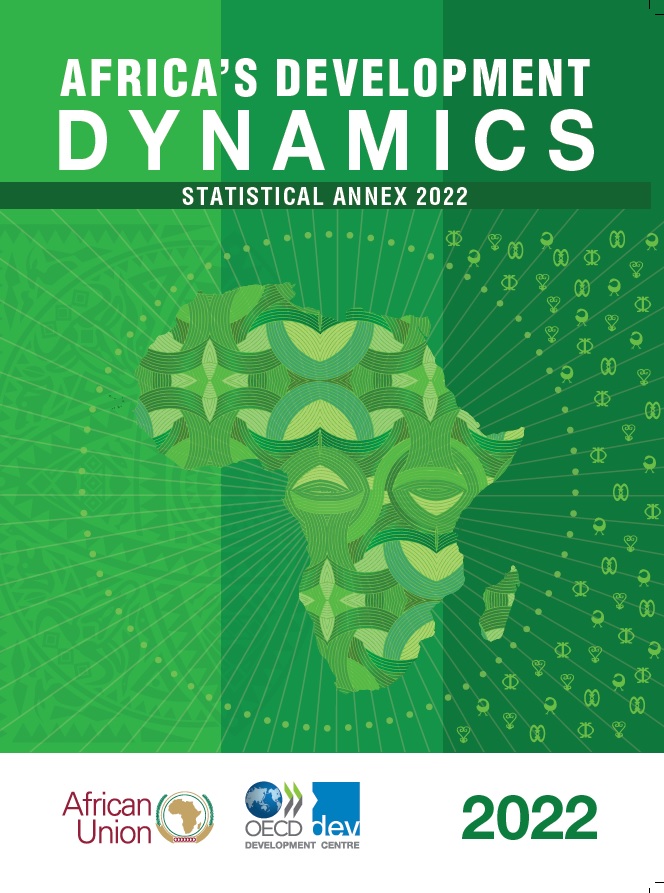 AFRICA'S DEVELOPMENT
DYNAMICS
STATISTICAL ANNEX 2022
African
Union
OECD dev
DEVELOPMENT CENTRE
2022